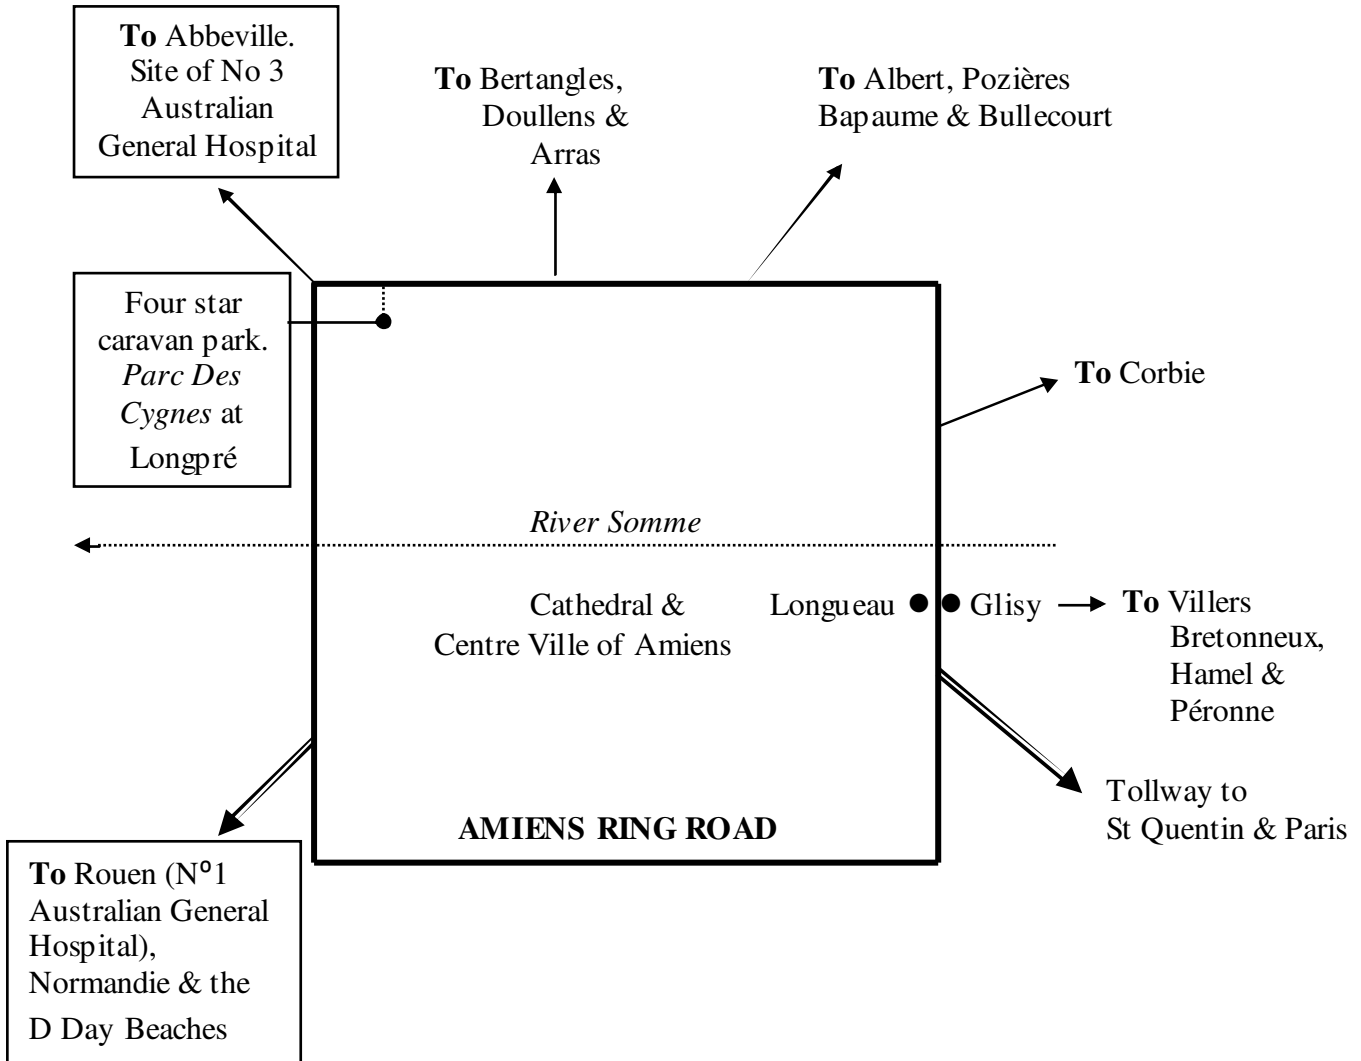 To Abbeville.
Site of No 3
Australian
General Hospital
To Bertangles,
Doullens &
Arras
To Albert, Pozières
Bapaume & Bullecourt
Four star
caravan park.
Parc Des
Cygnes at
Longpré
To Corbie
River Somme
Cathedral &
Centre Ville of Amiens
Longueau
Glisy
To Villers
Bretonneux,
Hamel &
Péronne
Tollway to
St Quentin & Paris
AMIENS RING ROAD
To Rouen (Nº1
Australian General
Hospital),
Normandie & the
D Day Beaches